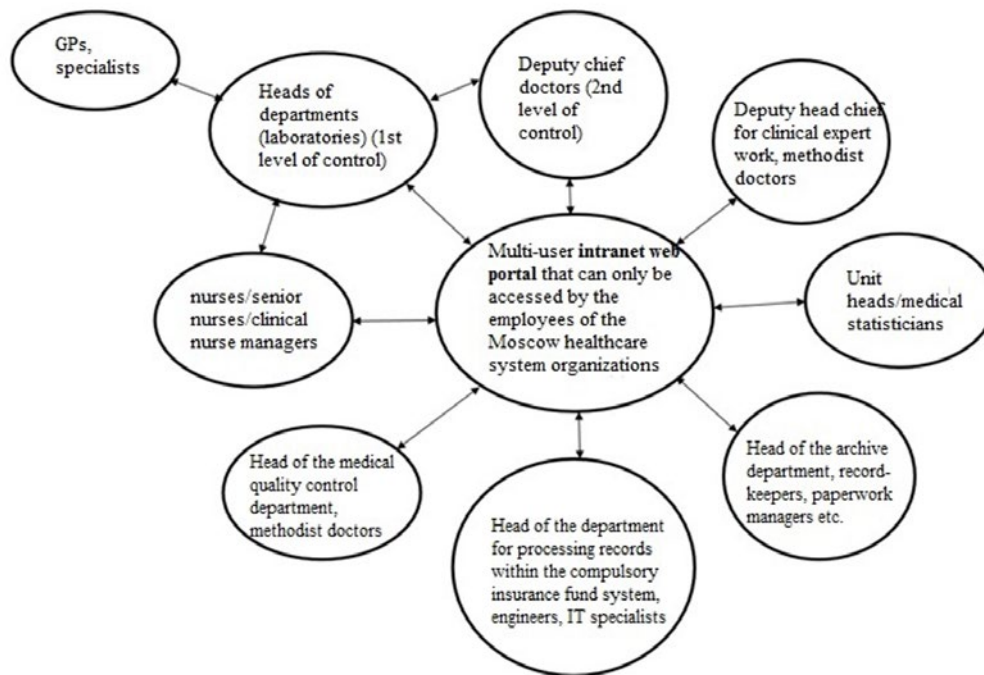 GPs,
specialists
Heads of
departments
(laboratories) (1st
level of control)
Deputy chief
doctors (2nd
level of
control)
Deputy head chief
for clinical expert
work, methodist
doctors
Multi-user intranet web
portal that can only be
accessed by the
employees of the
Moscow healthcare
system organizations
Unit
heads/medical
statisticians
nurses/senior
nurses/clinical
nurse managers
Head of the medical
quality control
department,
methodist doctors
Head of the department
for processing records
within the compulsory
insurance fund system,
engineers, IT specialists
Head of the archive
department, record-
keepers, paperwork
managers etc.